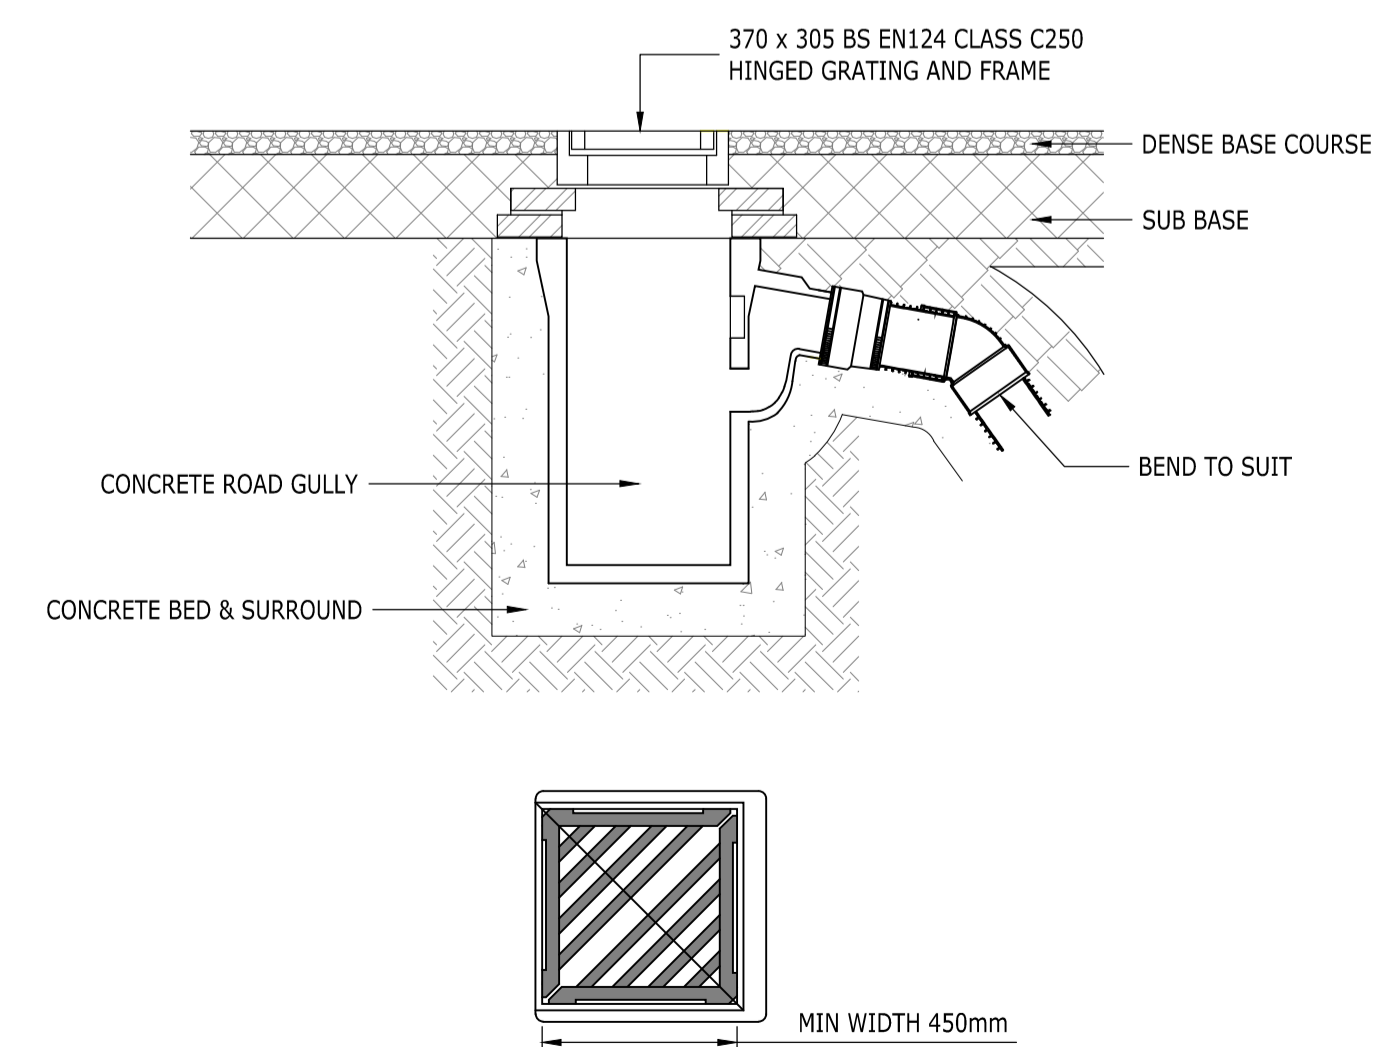 370 x 305 BS EN124 CLASS C250
HINGED GRATING AND FRAME
DENSE BASE COURSE
SUB BASE
BEND TO SUIT
CONCRETE ROAD GULLY
CONCRETE BED & SURROUND
MIN WIDTH 450mm